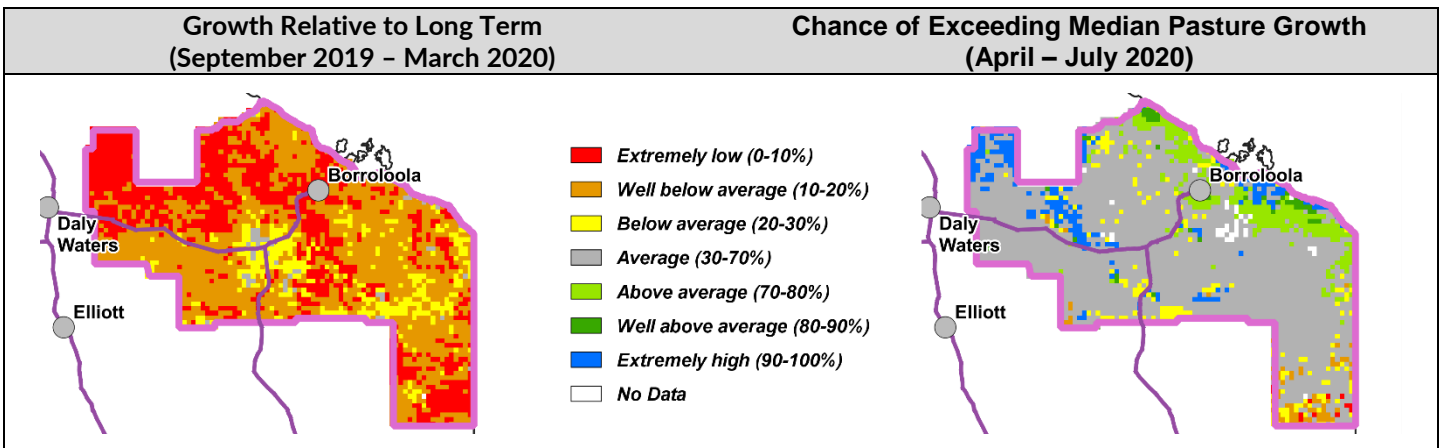 Growth Relative to Long Term
(September 2019 – March 2020)
Chance of Exceeding Median Pasture Growth
(April – July 2020)
Borroloola
Daly
Waters
Elliott
Extremely low (0-10%)
Well below average (10-20%)
Below average (20-30%)
Average (30-70%)
Above average (70-80%)
Well above average (80-90%)
Extremely high (90-100%)
No Data
Borroloola
Daly
Waters
Elliott